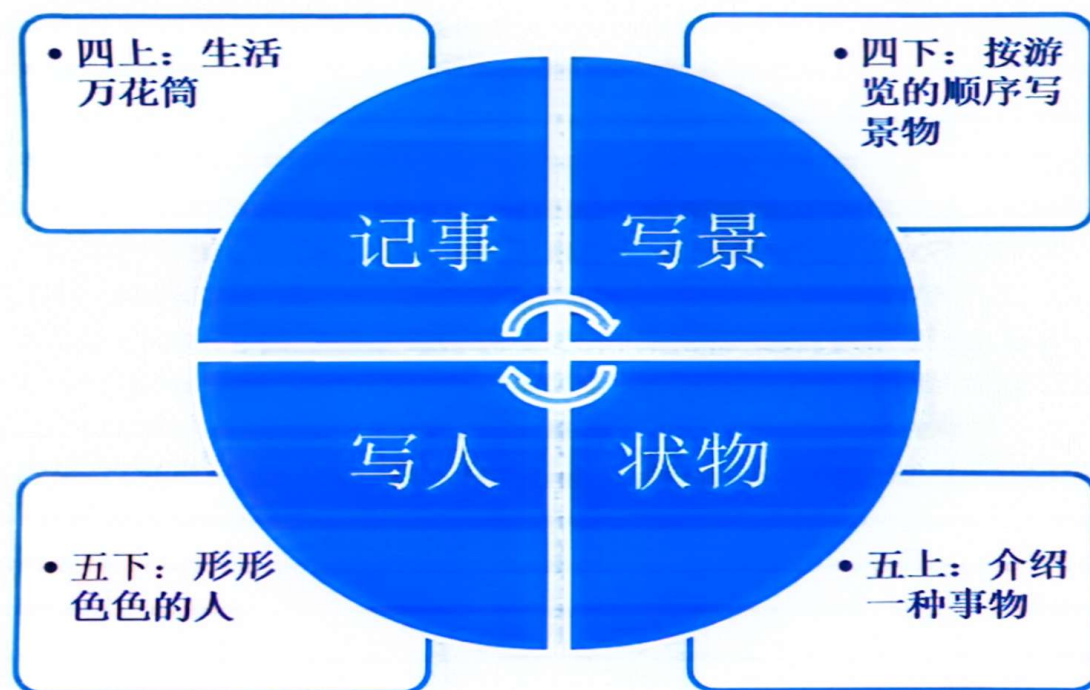 • 四上：生活
万花筒
• 四下：按游
览的顺序写
景物
记事
写景
写人
状物
• 五下：形形
色色的人
• 五上：介绍
一种事物